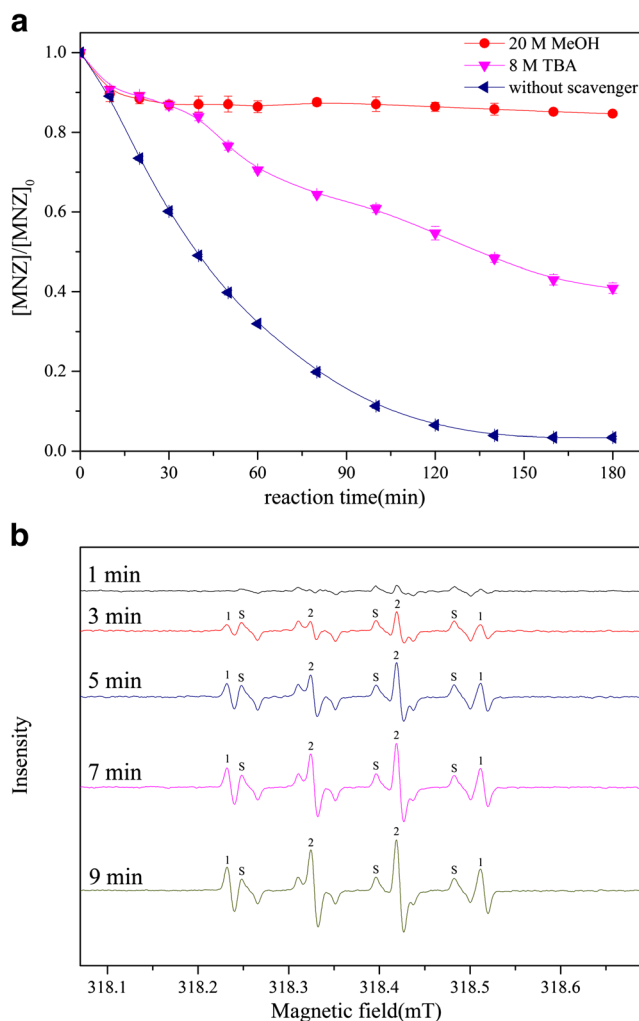 a
20 M MeOH
8 M TBA
without scavenger
1.0
0.8
0.6
0.4
0.2
0.0
[MNZ]/[MNZ]0
0 30 60 90 120 150 180
reaction time(min)
b
1 min
3 min
1 S 2 S 2 S 1
5 min
1 S 2 S 2 S 1
7 min
1 S 2 S 2 S 1
9 min
1 S 2 S 2 S 1
Insensity
318.1 318.2 318.3 318.4 318.5 318.6
Magnetic field(mT)